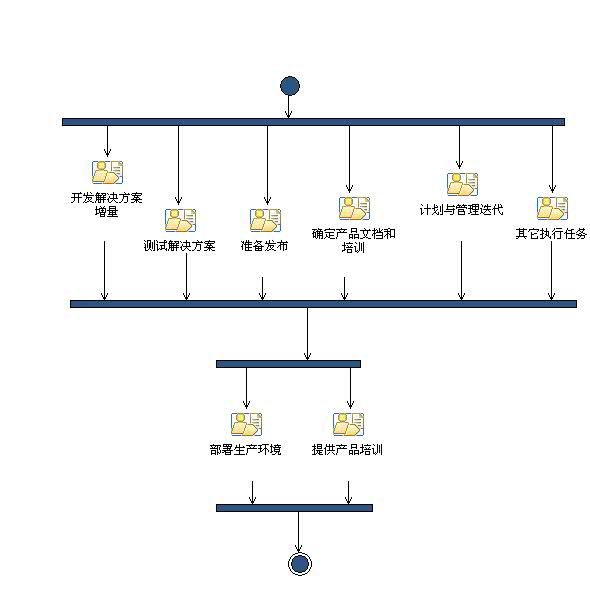 开发解决方案
增量
测试解决方案
准备发布
确定产品文档和
培训
计划与管理迭代
其它执行任务
部署生产环境
提供产品培训